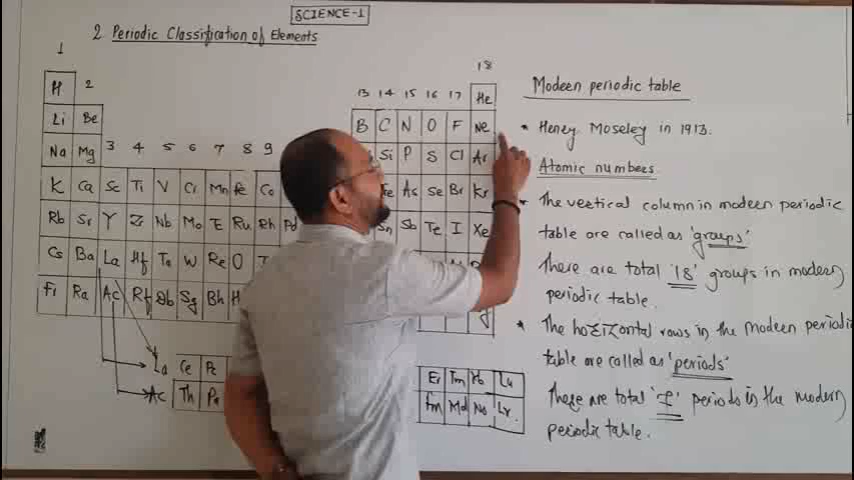 SCIENCE-1
2 Periodic Classification of Elements
1
18
H 2 13 14 15 16 17 He
Li Be B C N O F Ne
Na Mg 3 4 5 6 7 8 9 Si P S Cl Ar
K Ca Sc Ti V Cr Mn Fe Co As Se Br Kr
Rb Sr Y Zr Nb Mo T Ru Rh Pd Sn Sb Te I Xe
Cs Ba La Hf Ta W Re O
Fr Ra Ac Rf Db Sg Bh H
La Ce Er Tm Yb Lu
Ac Th Pa Fm Md No Lr
Modern periodic table
Henry Moseley in 1913.
Atomic numbers
The vertical column in modern periodic
table are called as 'groups'
There are total '18' groups in modern
periodic table.
The horizontal rows in the modern periodic
table are called as 'periods'
There are total '7' periods in the modern
periodic table.